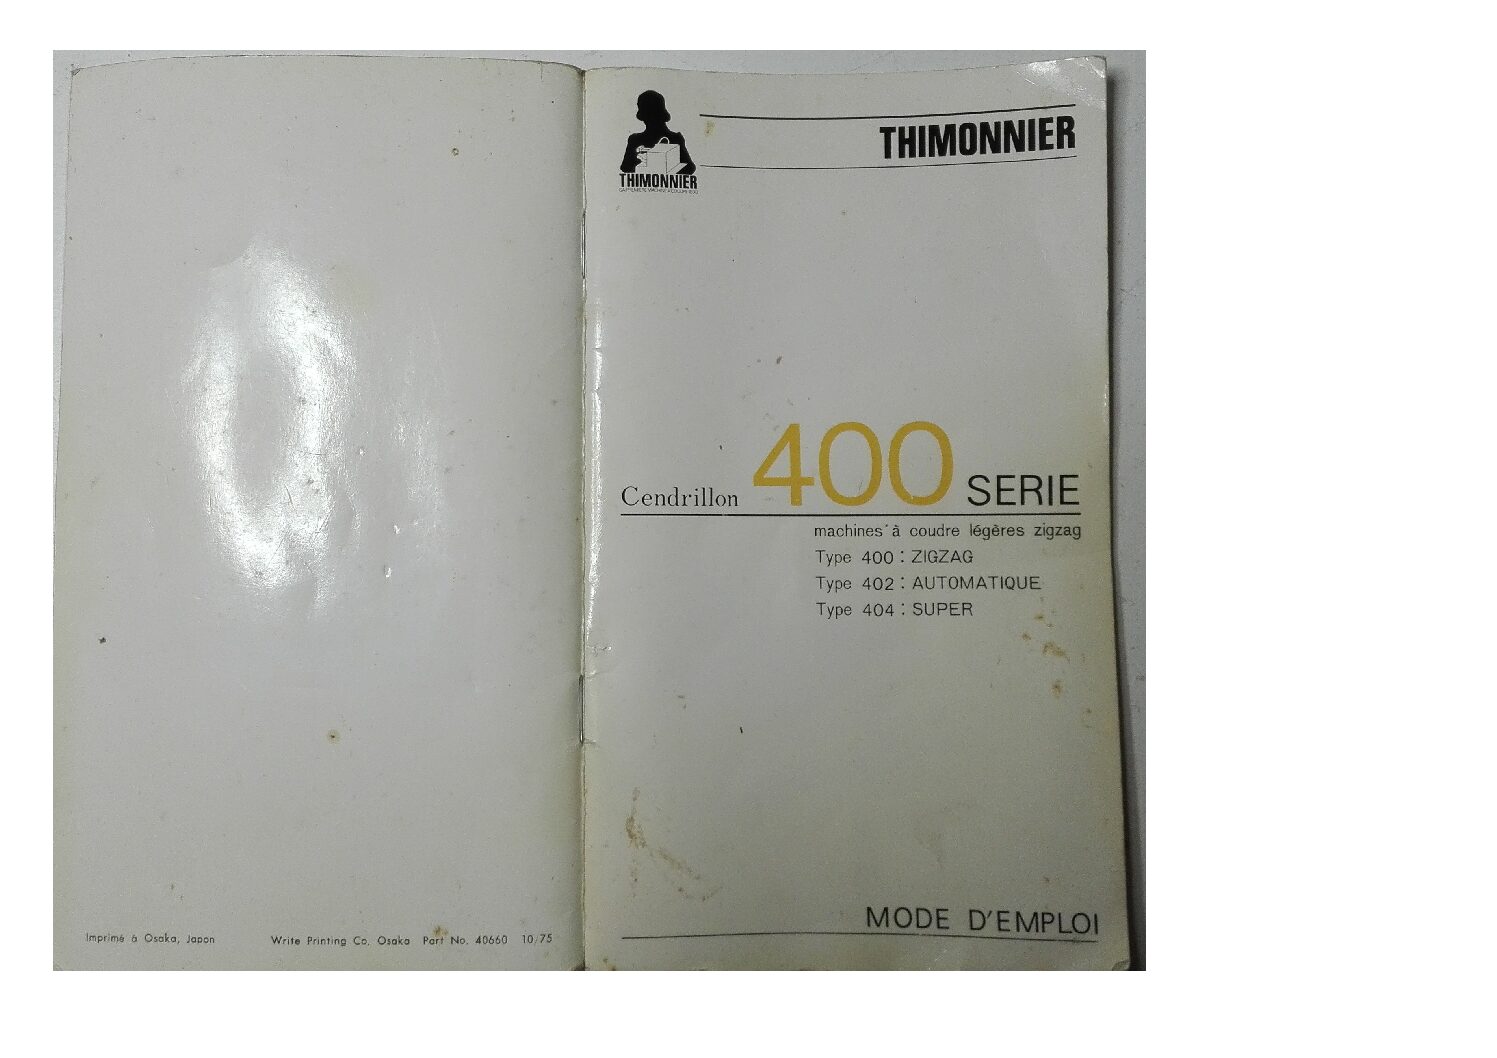 Imprimé à Osaka, Japon
Write Printing Co. Osaka Part No. 40660 10/75
THIMONNIER
THIMONNIER
Cendrillon 400 SERIE
machines à coudre légères zigzag
Type 400 : ZIGZAG
Type 402 : AUTOMATIQUE
Type 404 : SUPER
MODE D'EMPLOI